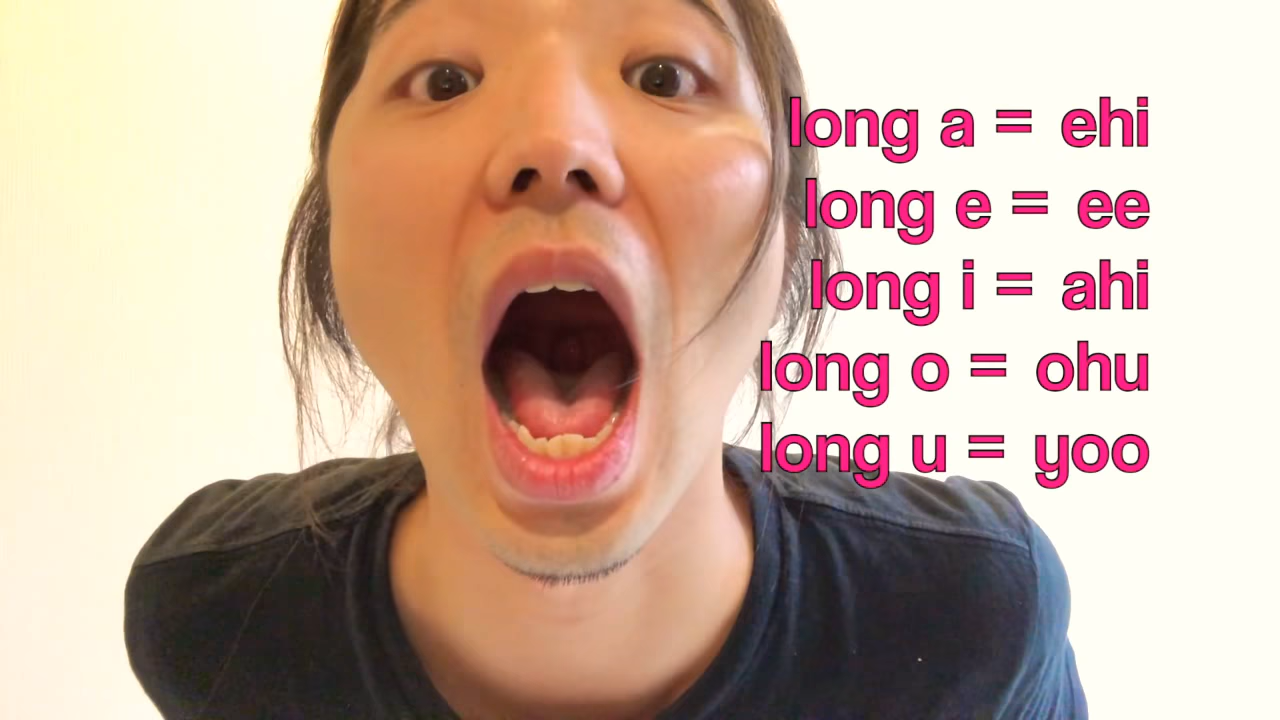 long a = ehi
long e = ee
long i = ahi
long o = ohu
long u = yoo